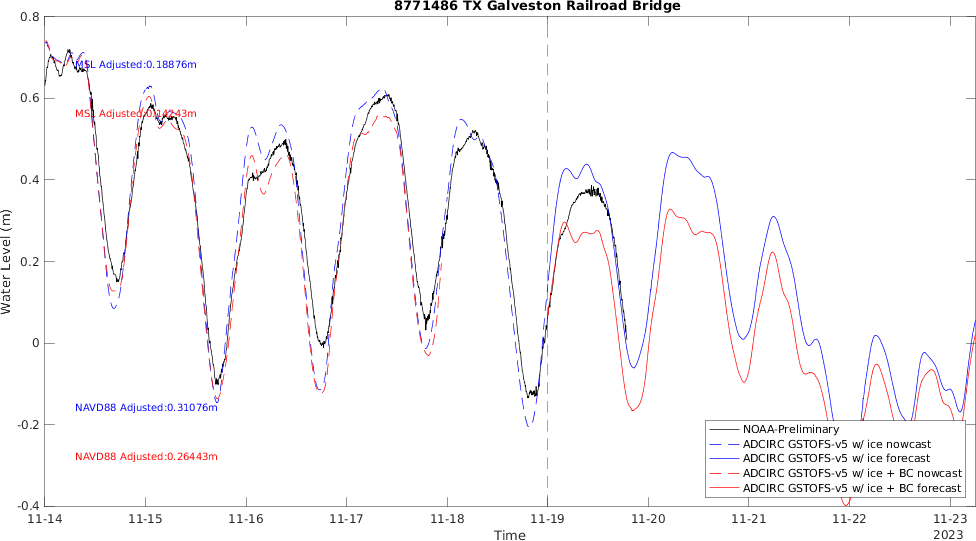 8771486 TX Galveston Railroad Bridge
0.8
MSL Adjusted:0.18876m
0.6
MSL Adjusted:0.14243m
0.4
Water Level (m)
0.2
0
NAVD88 Adjusted:0.31076m
-0.2
NOAA-Preliminary
ADCIRC GSTOFS-v5 w/ ice nowcast
NAVD88 Adjusted:0.26443m
ADCIRC GSTOFS-v5 w/ ice forecast
ADCIRC GSTOFS-v5 w/ ice + BC nowcast
ADCIRC GSTOFS-v5 w/ ice + BC forecast
-0.4
11-14 11-15 11-16 11-17 11-18 11-19 11-20 11-21 11-22 11-23
Time 2023